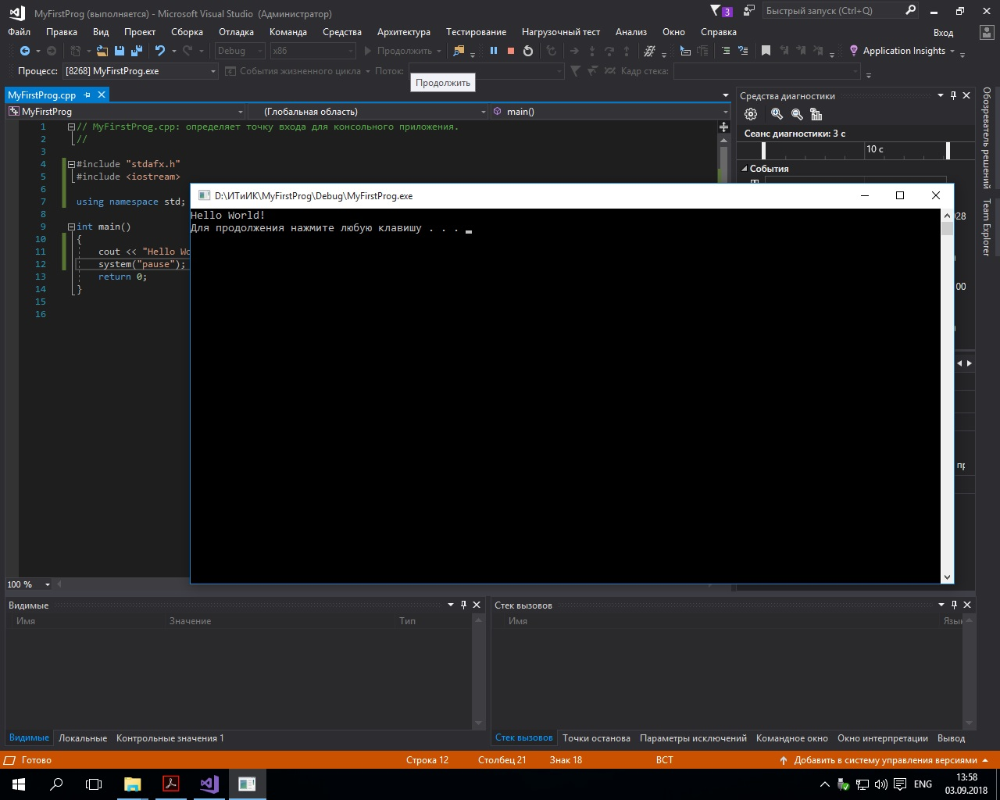 MyFirstProg (выполняется) - Microsoft Visual Studio (Администратор)
3
Быстрый запуск (Ctrl+Q)
Файл Правка Вид Проект Сборка Отладка Команда Средства Архитектура Тестирование Нагрузочный тест Анализ Окно Справка Вход
Debug x86 Продолжить Application Insights
Процесс: [8268] MyFirstProg.exe События жизненного цикла Поток: Кадр стека:
Продолжить
MyFirstProg.cpp
MyFirstProg (Глобальная область) main()
1 // MyFirstProg.cpp: определяет точку входа для консольного приложения.
2 //
3
4 #include "stdafx.h"
5 #include <iostream>
6
7 using namespace std;
8
9 int main()
10 {
11 cout << "Hello
12 system("pause");
13 return 0;
14 }
15
16
100 %
D:\ИТиИК\MyFirstProg\Debug\MyFirstProg.exe
Hello World!
Для продолжения нажмите любую клавишу . . .
Средства диагностики
Сеанс диагностики: 3 с
10 с
События
Обозреватель решений
Team Explorer
Видимые
Имя Значение Тип
Видимые Локальные Контрольные значения 1
Стек вызовов
Имя Язык
Стек вызовов Точки останова Параметры исключений Командное окно Окно интерпретации Вывод
Готово Строка 12 Столбец 21 Знак 18 ВСТ Добавить в систему управления версиями
ENG
13:58
03.09.2018